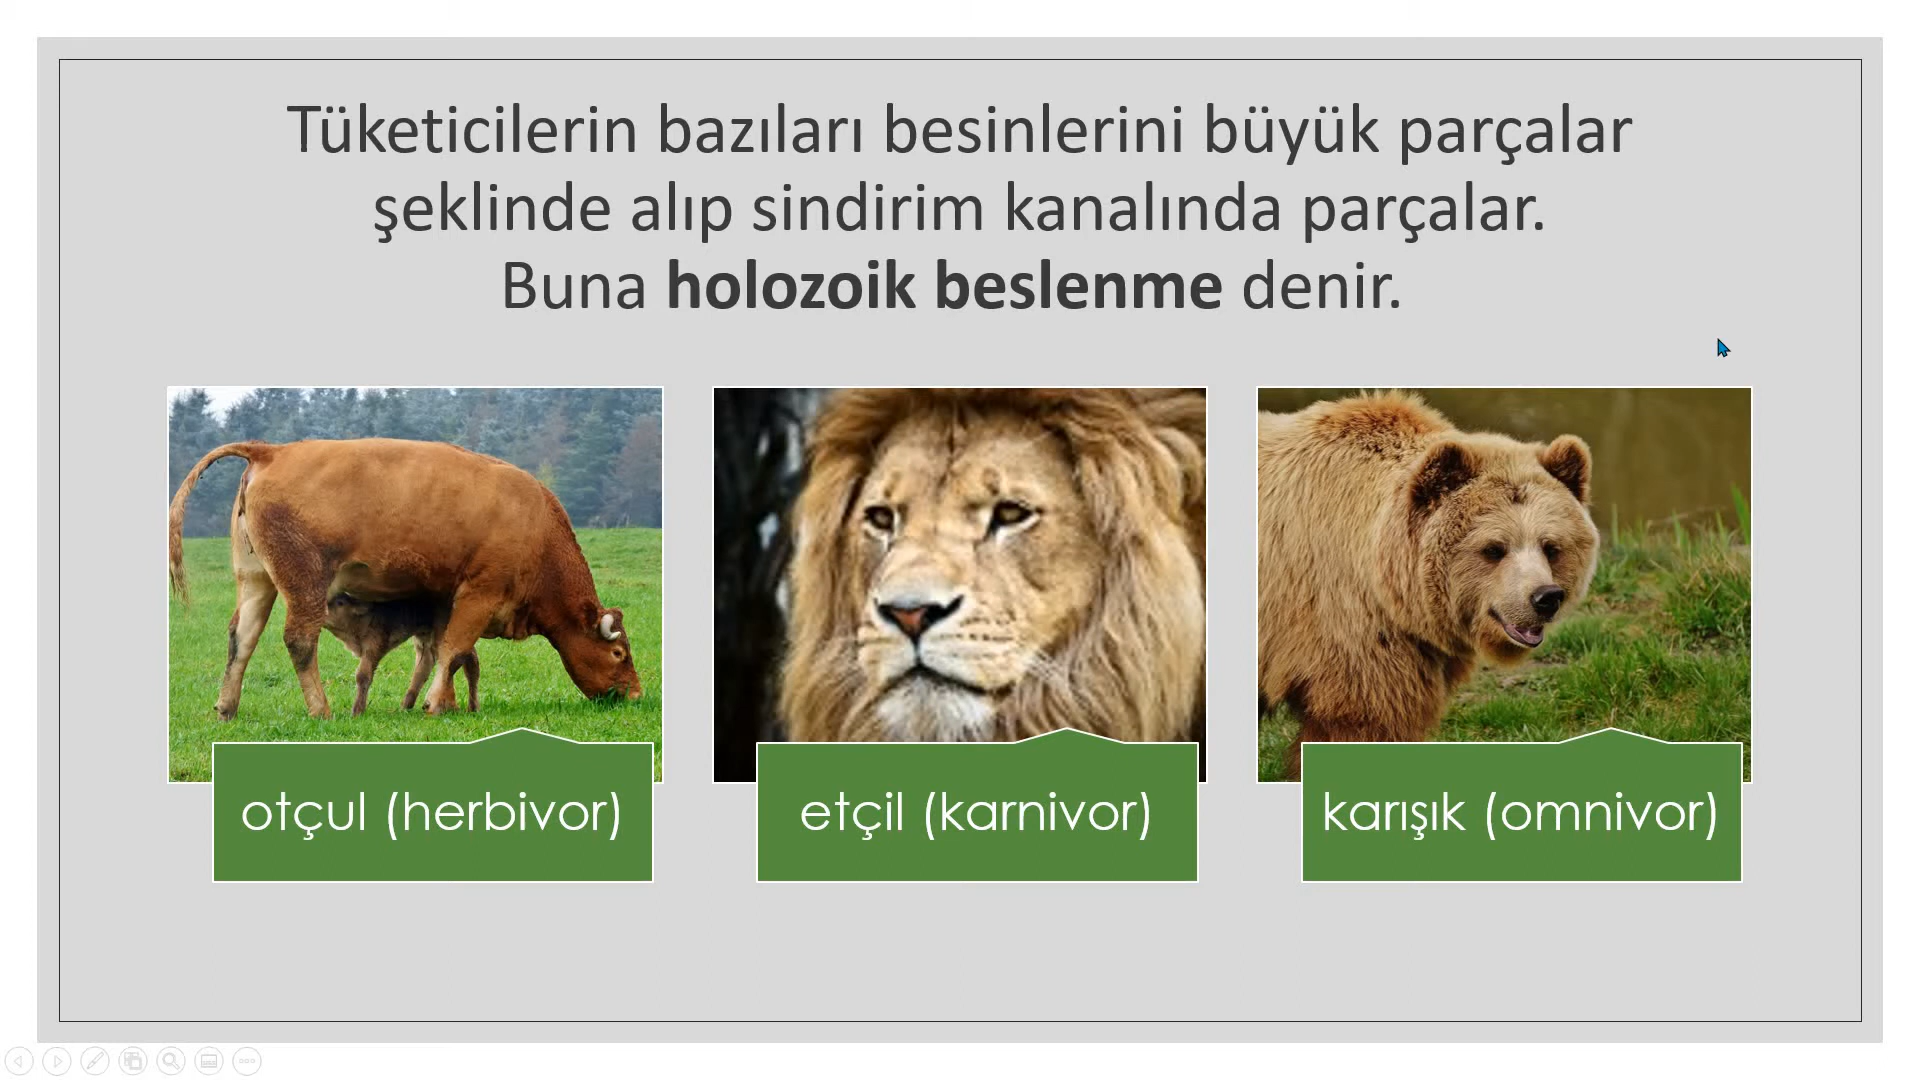 Tüketicilerin bazıları besinlerini büyük parçalar
şeklinde alıp sindirim kanalında parçalar.
Buna holozoik beslenme denir.
otçul (herbivor)
etçil (karnivor)
karışık (omnivor)